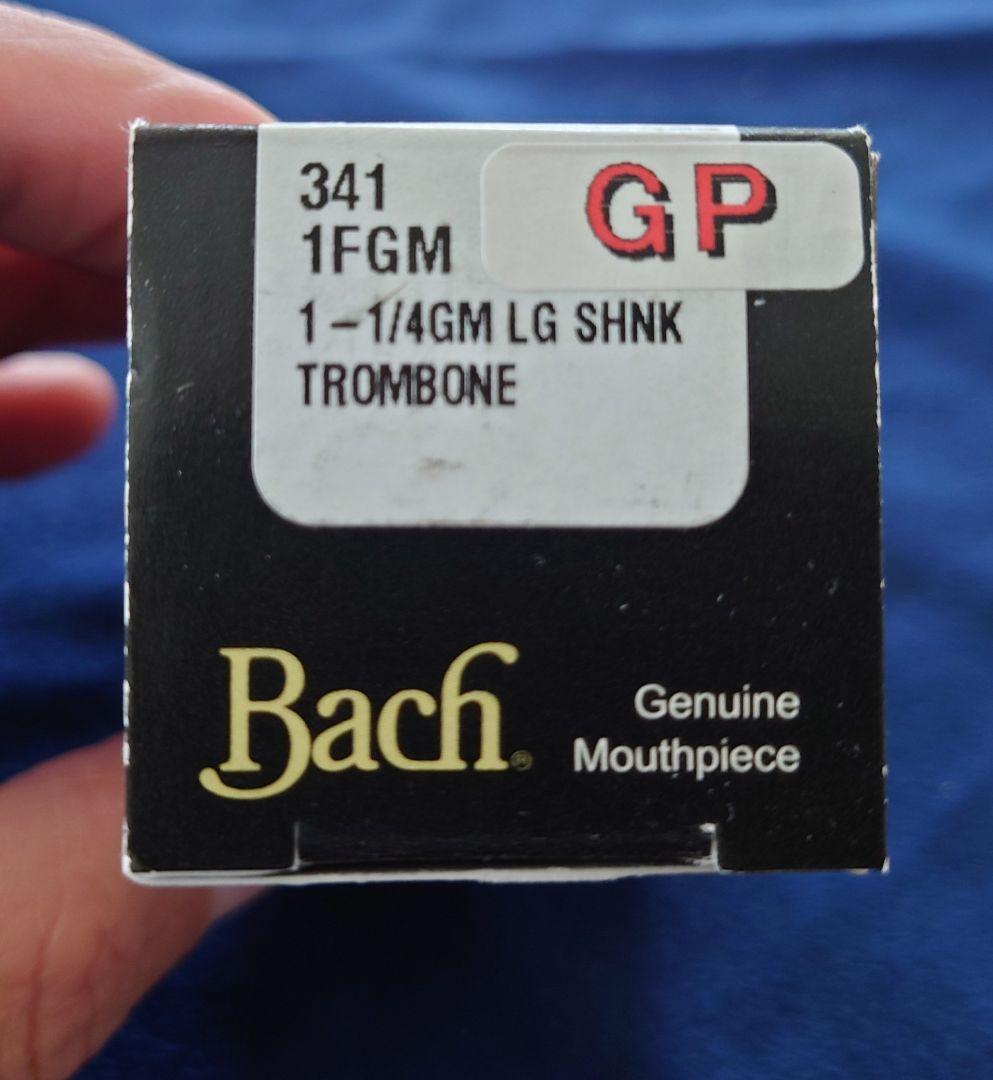 341
GP
1FGM
1-1/4GM LG SHNK
TROMBONE
Bach®
Genuine
Mouthpiece